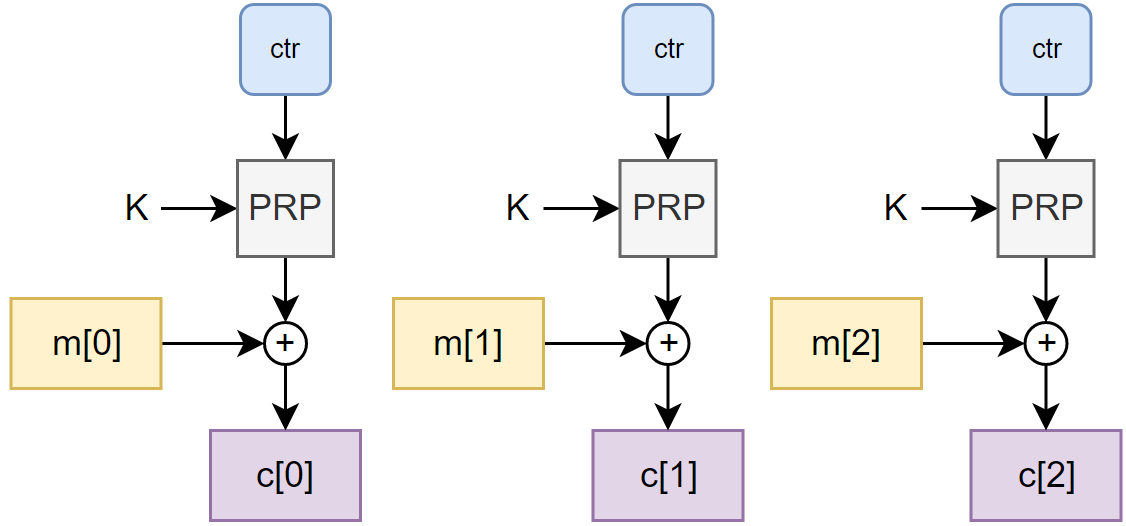 ctr ctr ctr
K PRP K PRP K PRP
m[0] + m[1] + m[2] +
c[0] c[1] c[2]